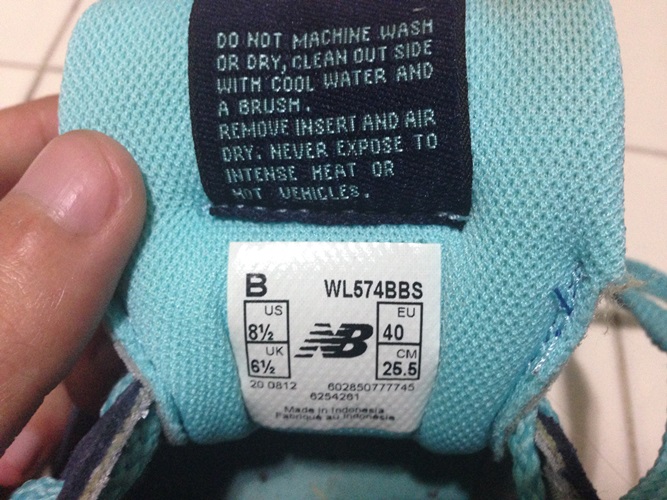 DO NOT MACHINE WASH
OR DRY, CLEAN OUT SIDE
WITH COOL WATER AND
A BRUSH.
REMOVE INSERT AND AIR
DRY. NEVER EXPOSE TO
INTENSE HEAT OR
HOT VEHICLES.
B WL574BBS
US EU
8½ NB 40
UK CM
6½ 25.5
20 0812 602850777745
6254261
Made in Indonesia
Fabriqué au Indonésie